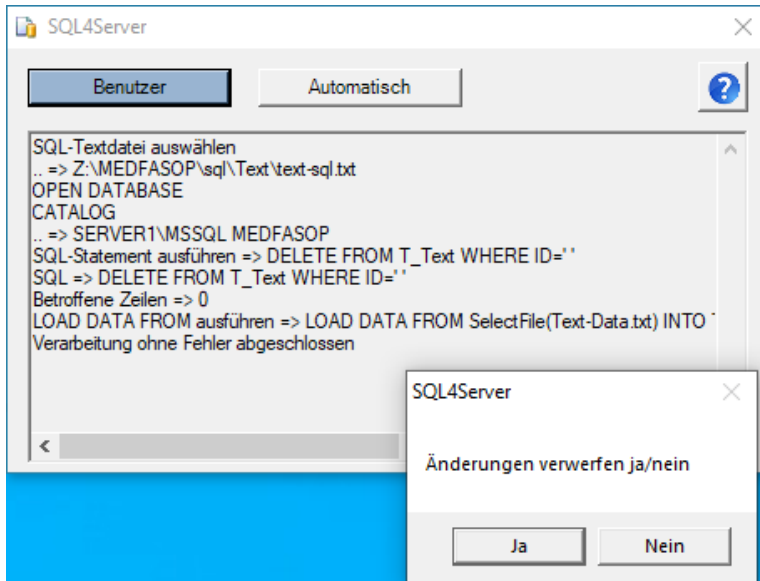 SQL4Server
Benutzer Automatisch
SQL-Textdatei auswählen
.. => Z:\MEDFASOP\sql\Text\text-sql.txt
OPEN DATABASE
CATALOG
.. => SERVER1\MSSQL MEDFASOP
SQL-Statement ausführen => DELETE FROM T_Text WHERE ID=' '
SQL => DELETE FROM T_Text WHERE ID=' '
Betroffene Zeilen => 0
LOAD DATA FROM ausführen => LOAD DATA FROM SelectFile(Text-Data.txt) INTO
Verarbeitung ohne Fehler abgeschlossen
SQL4Server
Änderungen verwerfen ja/nein
Ja Nein